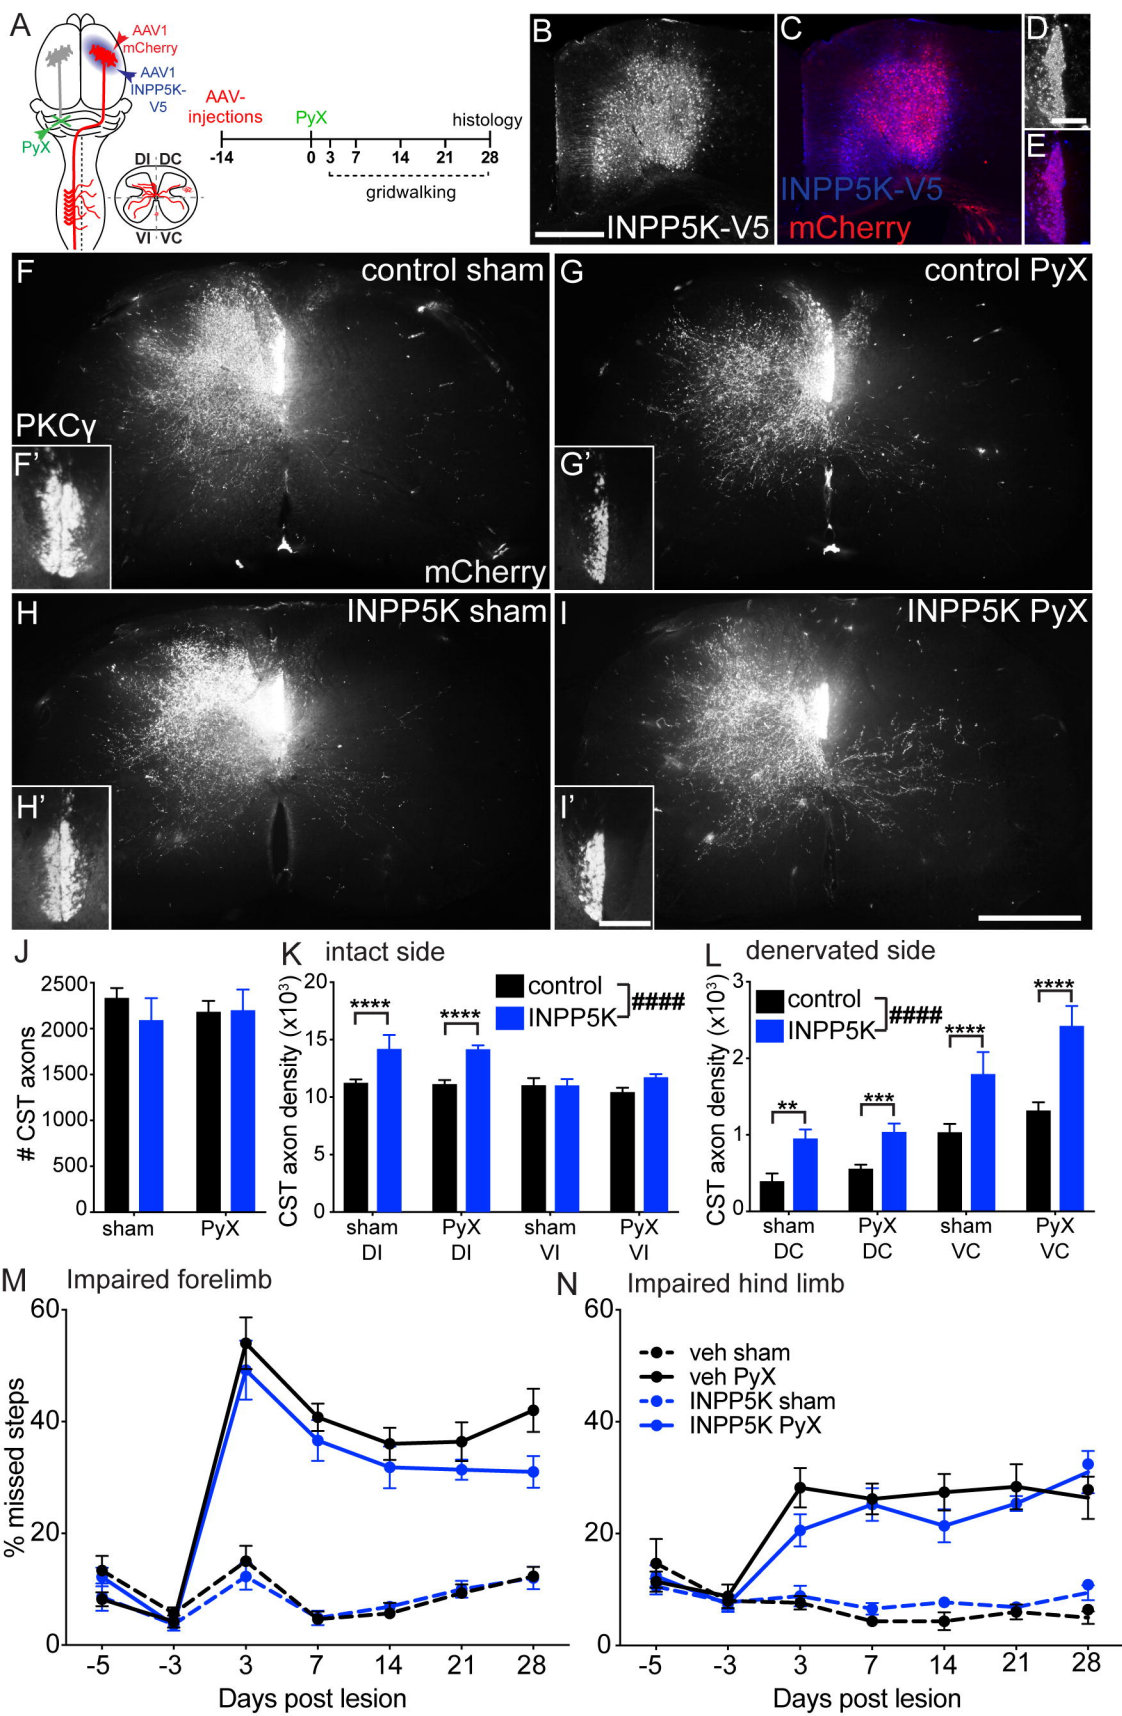 A
AAV1
mCherry
AAV1
INPP5K-
V5
PyX
DI DC
VI VC
AAV-
injections
PyX
histology
-14
0 3 7 14 21 28
gridwalking
B
INPP5K-V5
C
INPP5K-V5
mCherry
D
E
F
control sham
PKCγ
F'
mCherry
G
control PyX
G'
H
INPP5K sham
H'
I
INPP5K PyX
I'
J
# CST axons
2500
2000
1500
1000
500
0
sham PyX
K
intact side
CST axon density (x10³)
20
15
10
5
0
control
INPP5K
####
****
****
sham PyX sham PyX
DI DI VI VI
L
denervated side
CST axon density (x10³)
3
2
1
0
control
INPP5K
####
**
***
****
****
sham PyX sham PyX
DC DC VC VC
M
Impaired forelimb
% missed steps
60
40
20
0
-5 -3 3 7 14 21 28
Days post lesion
N
Impaired hind limb
60
40
20
0
veh sham
veh PyX
INPP5K sham
INPP5K PyX
-5 -3 3 7 14 21 28
Days post lesion